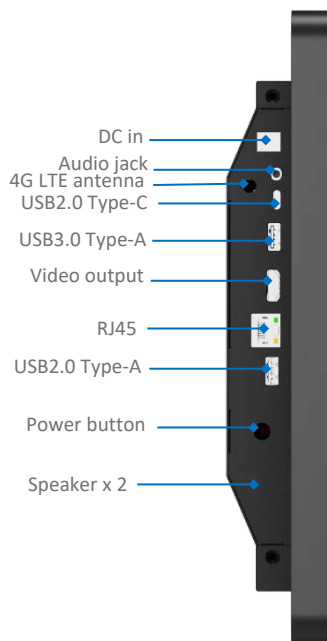 DC in
Audio jack
4G LTE antenna
USB2.0 Type-C
USB3.0 Type-A
Video output
RJ45
USB2.0 Type-A
Power button
Speaker x 2